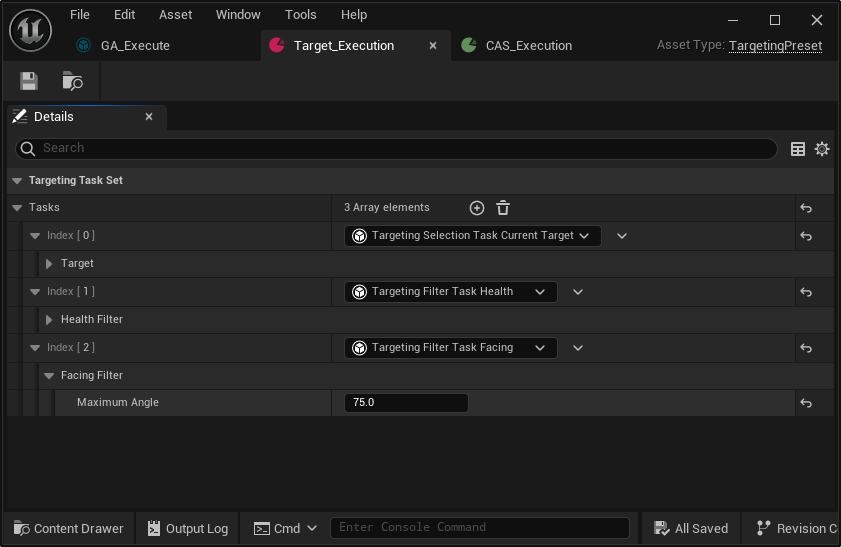 File Edit Asset Window Tools Help
GA_Execute Target_Execution CAS_Execution Asset Type: TargetingPreset
Details
Search
Targeting Task Set
Tasks 3 Array elements
Index [ 0 ] Targeting Selection Task Current Target
Target
Index [ 1 ] Targeting Filter Task Health
Health Filter
Index [ 2 ] Targeting Filter Task Facing
Facing Filter
Maximum Angle 75.0
Content Drawer Output Log Cmd Enter Console Command All Saved Revision C